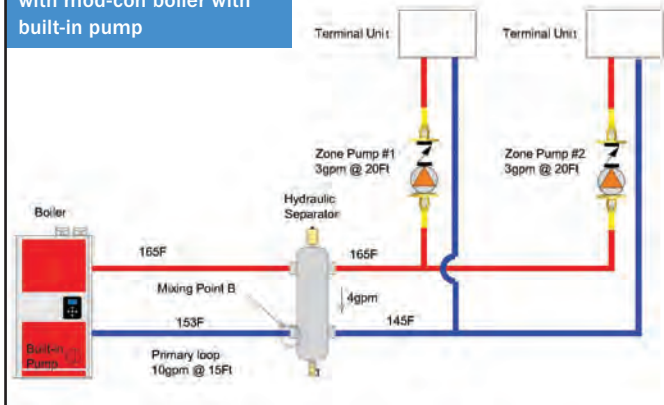 with mod-con boiler with
built-in pump
Terminal Unit
Terminal Unit
Zone Pump #1
3gpm @ 20Ft
Zone Pump #2
3gpm @ 20Ft
Hydraulic
Separator
Boiler
165F
165F
Mixing Point B
4gpm
153F
145F
Built-in
Pump
Primary loop
10gpm @ 15Ft